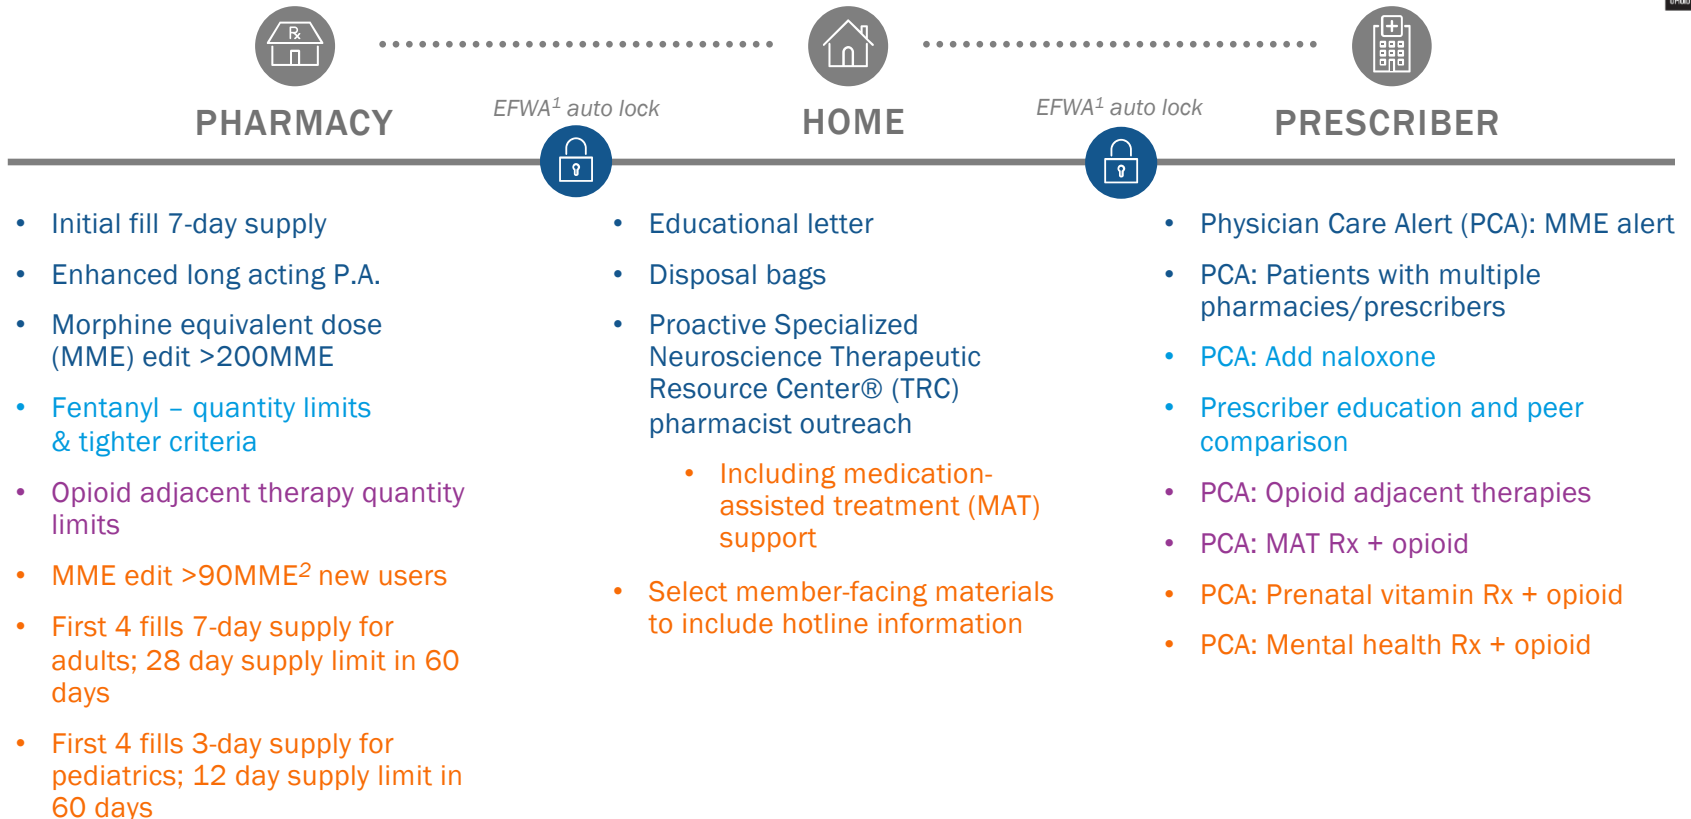 Rx
PHARMACY
EFWA¹ auto lock
HOME
EFWA¹ auto lock
PRESCRIBER
• Initial fill 7-day supply
• Enhanced long acting P.A.
• Morphine equivalent dose
(MME) edit >200MME
• Fentanyl – quantity limits
& tighter criteria
• Opioid adjacent therapy quantity
limits
• MME edit >90MME² new users
• First 4 fills 7-day supply for
adults; 28 day supply limit in 60
days
• First 4 fills 3-day supply for
pediatrics; 12 day supply limit in
60 days
• Educational letter
• Disposal bags
• Proactive Specialized
Neuroscience Therapeutic
Resource Center® (TRC)
pharmacist outreach
• Including medication-
assisted treatment (MAT)
support
• Select member-facing materials
to include hotline information
• Physician Care Alert (PCA): MME alert
• PCA: Patients with multiple
pharmacies/prescribers
• PCA: Add naloxone
• Prescriber education and peer
comparison
• PCA: Opioid adjacent therapies
• PCA: MAT Rx + opioid
• PCA: Prenatal vitamin Rx + opioid
• PCA: Mental health Rx + opioid